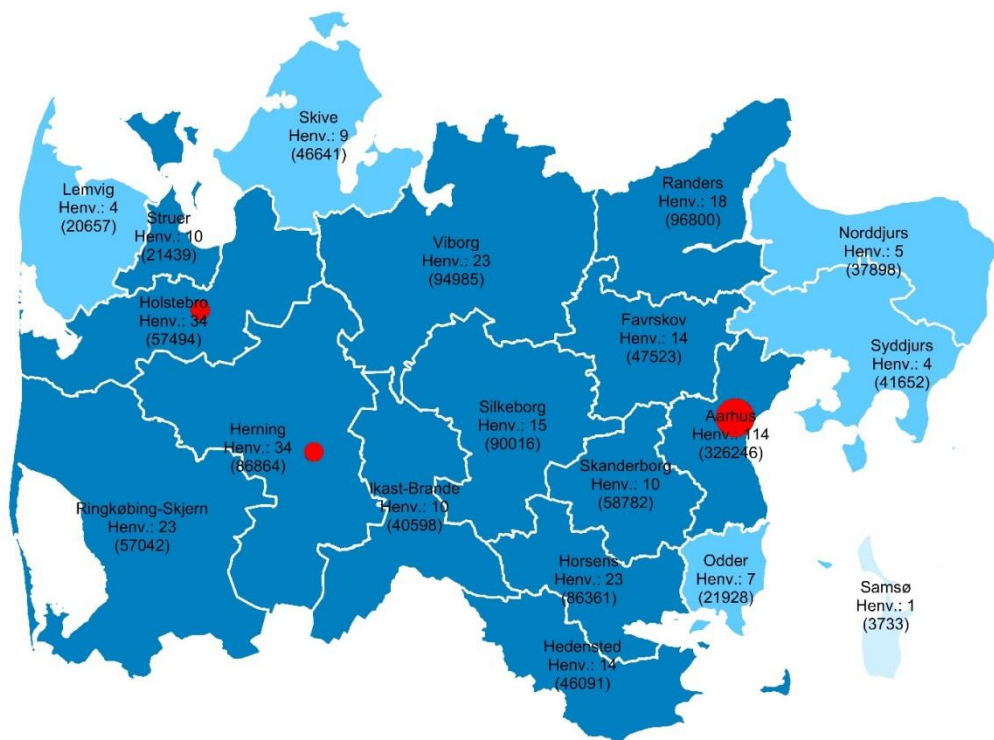 Skive
Henv.: 9
(46641)
Lemvig
Henv.: 4
(20657)
Struer
Henv.: 10
(21439)
Randers
Henv.: 18
(96800)
Viborg
Henv.: 23
(94985)
Norddjurs
Henv.: 5
(37898)
Holstebro
Henv.: 34
(57494)
Favrskov
Henv.: 14
(47523)
Syddjurs
Henv.: 4
(41652)
Silkeborg
Henv.: 15
(90016)
Aarhus
Henv.: 114
(326246)
Herning
Henv.: 34
(86864)
Skanderborg
Henv.: 10
(58782)
Ikast-Brande
Henv.: 10
(40598)
Ringkøbing-Skjern
Henv.: 23
(57042)
Horsens
Henv.: 23
(86361)
Odder
Henv.: 7
(21928)
Samsø
Henv.: 1
(3733)
Hedensted
Henv.: 14
(46091)